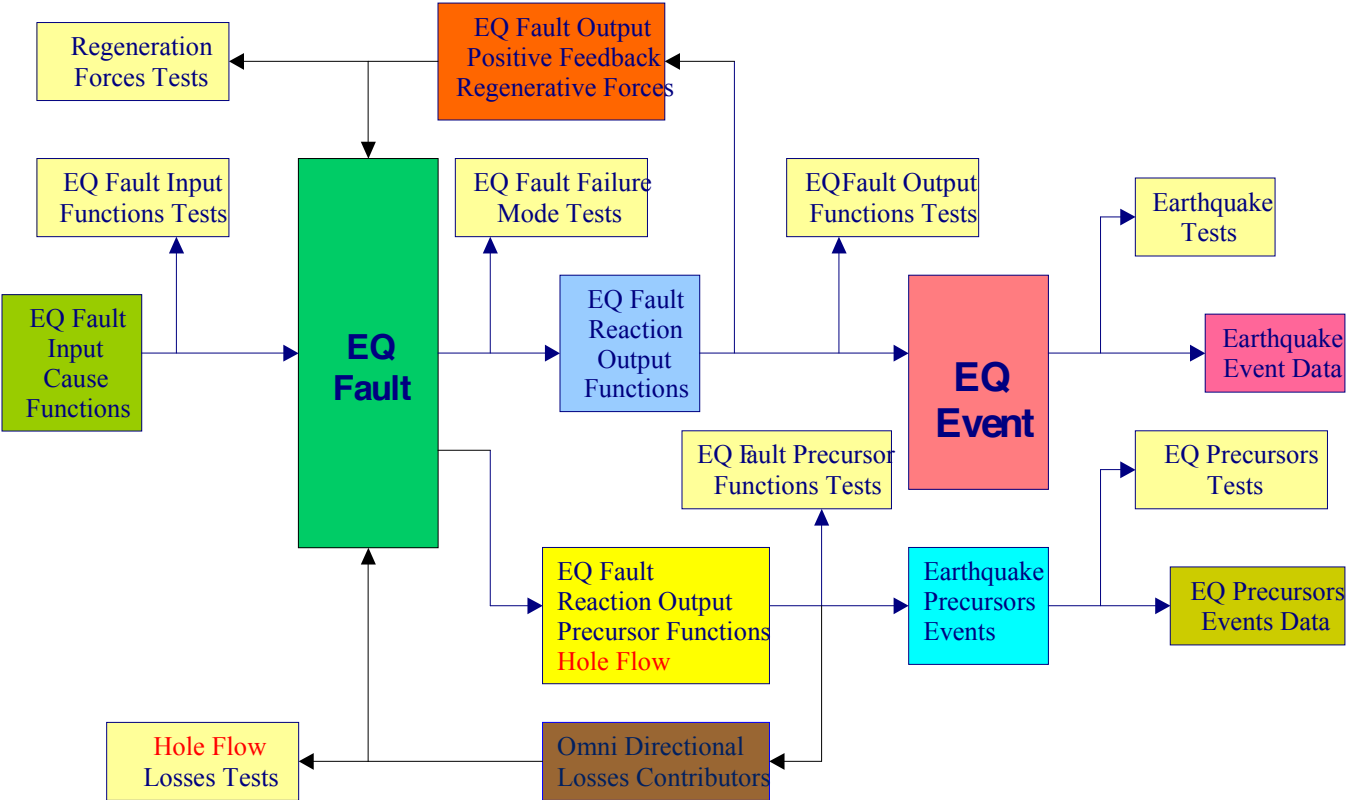 EQ Fault Output
Positive Feedback
Regenerative Forces
Regeneration
Forces Tests
EQ Fault Input
Functions Tests
EQ Fault Failure
Mode Tests
EQFault Output
Functions Tests
Earthquake
Tests
EQ Fault
Input
Cause
Functions
EQ
Fault
EQ Fault
Reaction
Output
Functions
EQ
Event
Earthquake
Event Data
EQ Fault Precursor
Functions Tests
EQ Precursors
Tests
EQ Fault
Reaction Output
Precursor Functions
Hole Flow
Earthquake
Precursors
Events
EQ Precursors
Events Data
Hole Flow
Losses Tests
Omni Directional
Losses Contributors